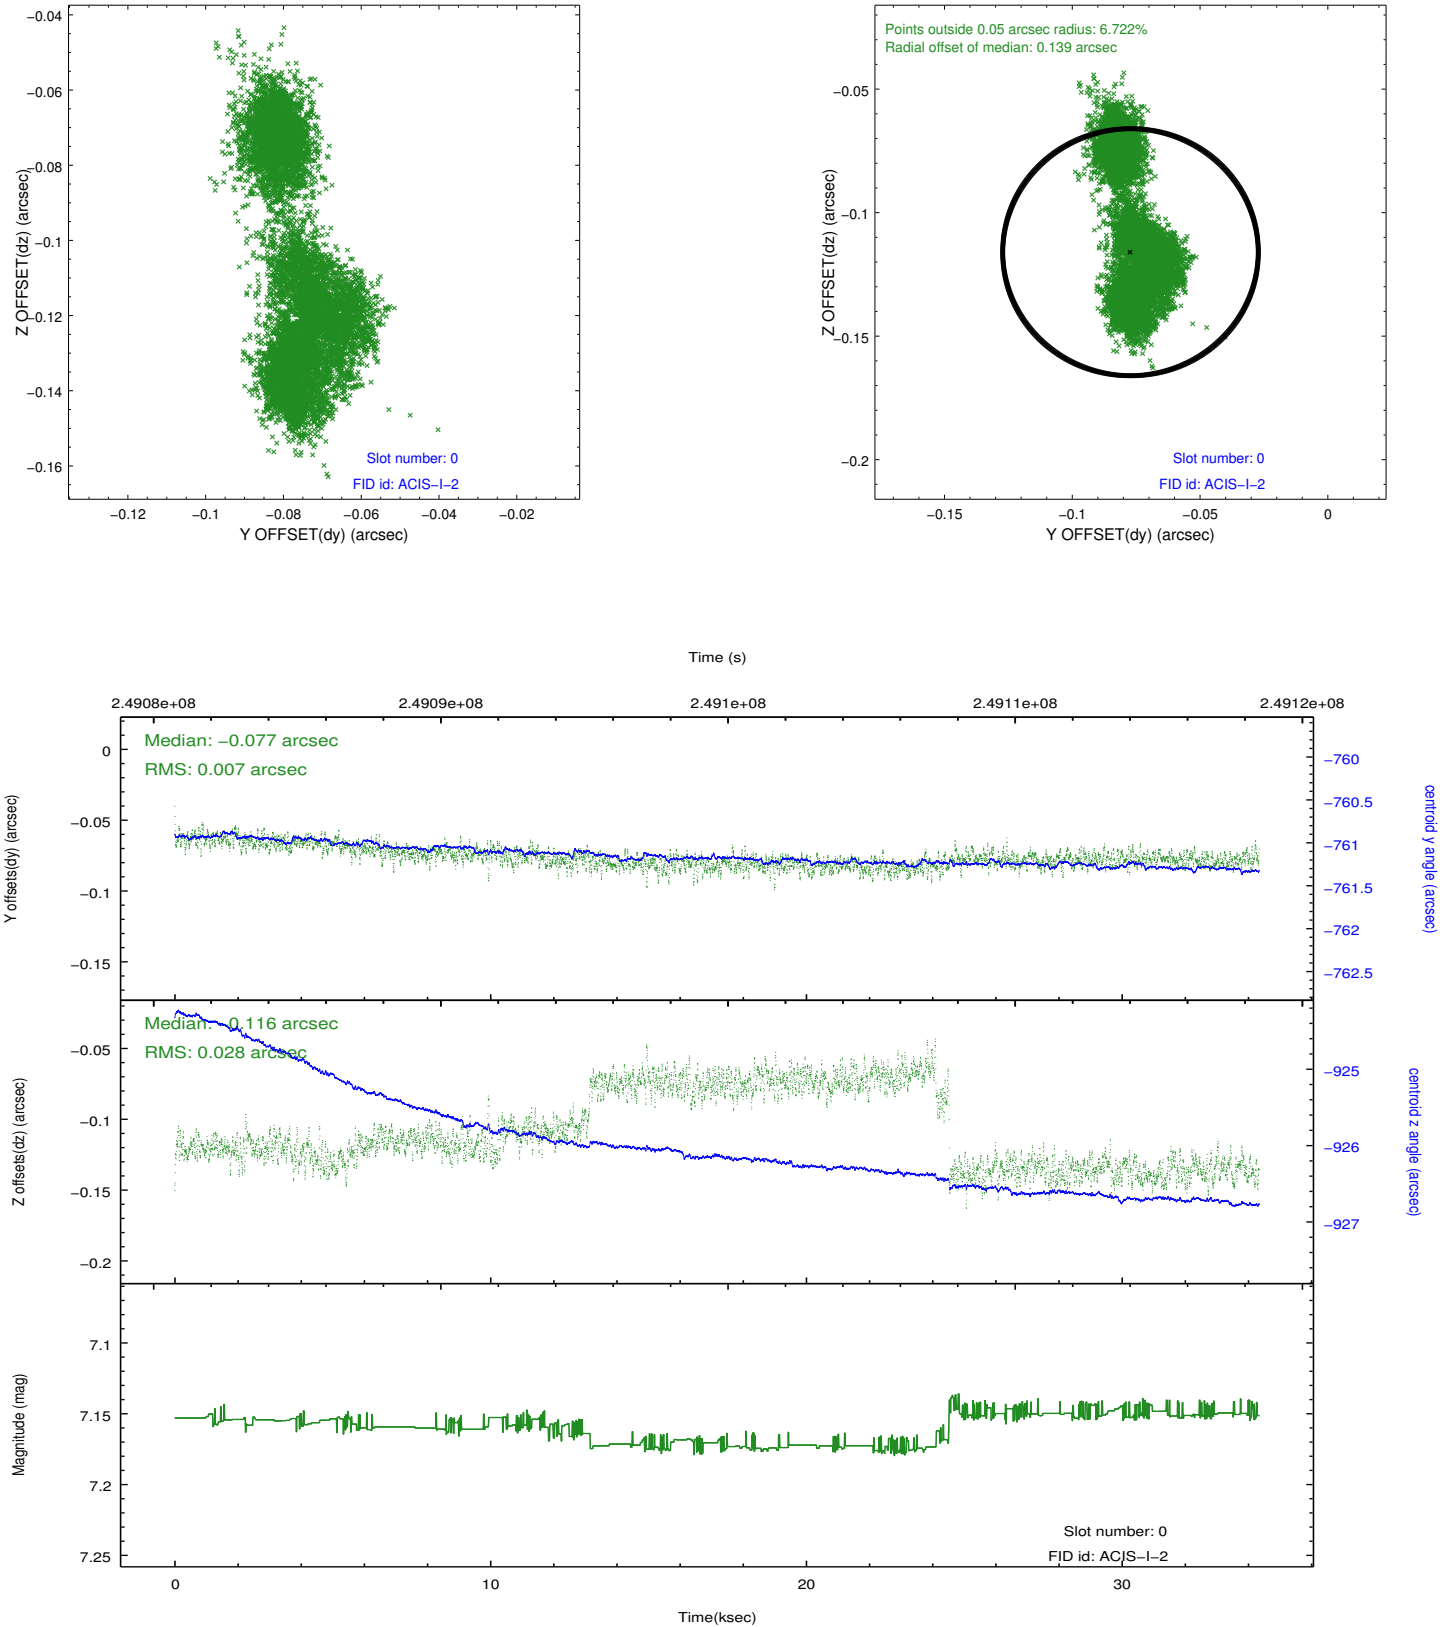 −0.04
−0.06
−0.08
−0.1
−0.12
−0.14
−0.16
Z OFFSET(dz) (arcsec)
Slot number: 0
FID id: ACIS−I−2
−0.12
−0.1
−0.08
−0.06
−0.04
−0.02
Y OFFSET(dy) (arcsec)
Points outside 0.05 arcsec radius: 6.722%
Radial offset of median: 0.139 arcsec
−0.05
−0.1
−0.15
−0.2
Z OFFSET(dz) (arcsec)
Slot number: 0
FID id: ACIS−I−2
−0.15
−0.1
−0.05
0
Y OFFSET(dy) (arcsec)
Time (s)
2.4908e+08
2.4909e+08
2.491e+08
2.4911e+08
2.4912e+08
Median: −0.077 arcsec
RMS: 0.007 arcsec
0
−0.05
−0.1
−0.15
Y offsets(dy) (arcsec)
−760
−760.5
−761
−761.5
−762
−762.5
centroid y angle (arcsec)
Median: −0.116 arcsec
RMS: 0.028 arcsec
−0.05
−0.1
−0.15
−0.2
Z offsets(dz) (arcsec)
−925
−926
−927
centroid z angle (arcsec)
7.1
7.15
7.2
7.25
Magnitude (mag)
Slot number: 0
FID id: ACIS−I−2
0
10
20
30
Time(ksec)